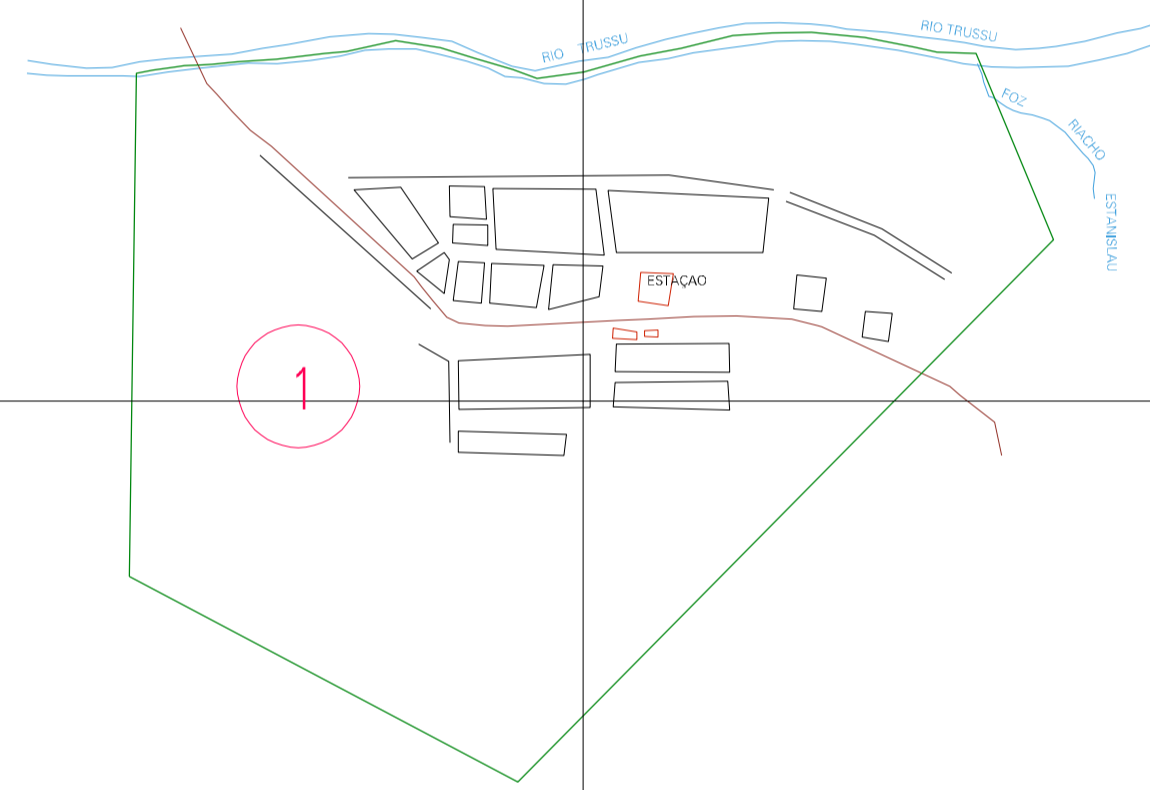 RIO TRUSSU
RIO TRUSSU
FOZ
RIACHO
ESTANISLAU
ESTAÇAO
1